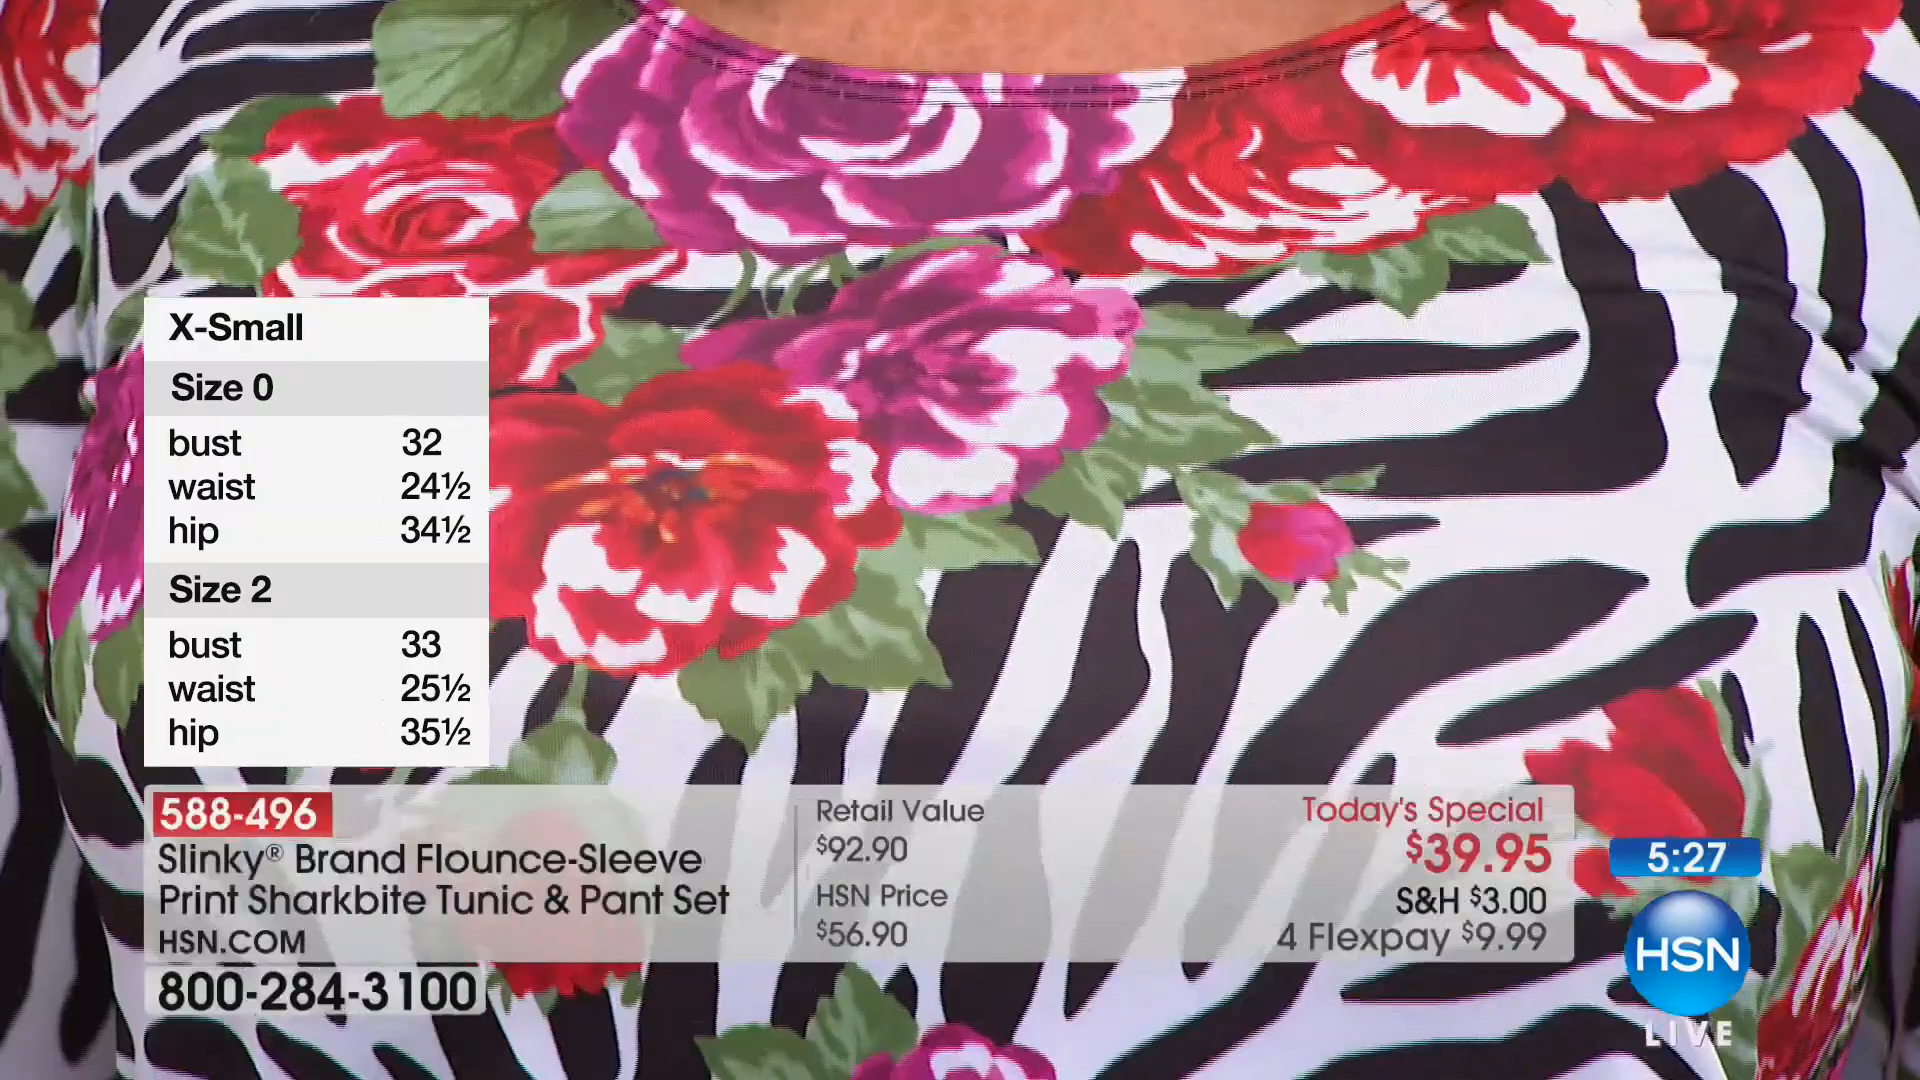 X-Small
Size 0
bust 32
waist 24½
hip 34½
Size 2
bust 33
waist 25½
hip 35½
588-496
Slinky® Brand Flounce-Sleeve
Print Sharkbite Tunic & Pant Set
HSN.COM
800-284-3100
Retail Value
$92.90
HSN Price
$56.90
Today's Special
$39.95
S&H $3.00
4 Flexpay $9.99
5:27
HSN
LIVE